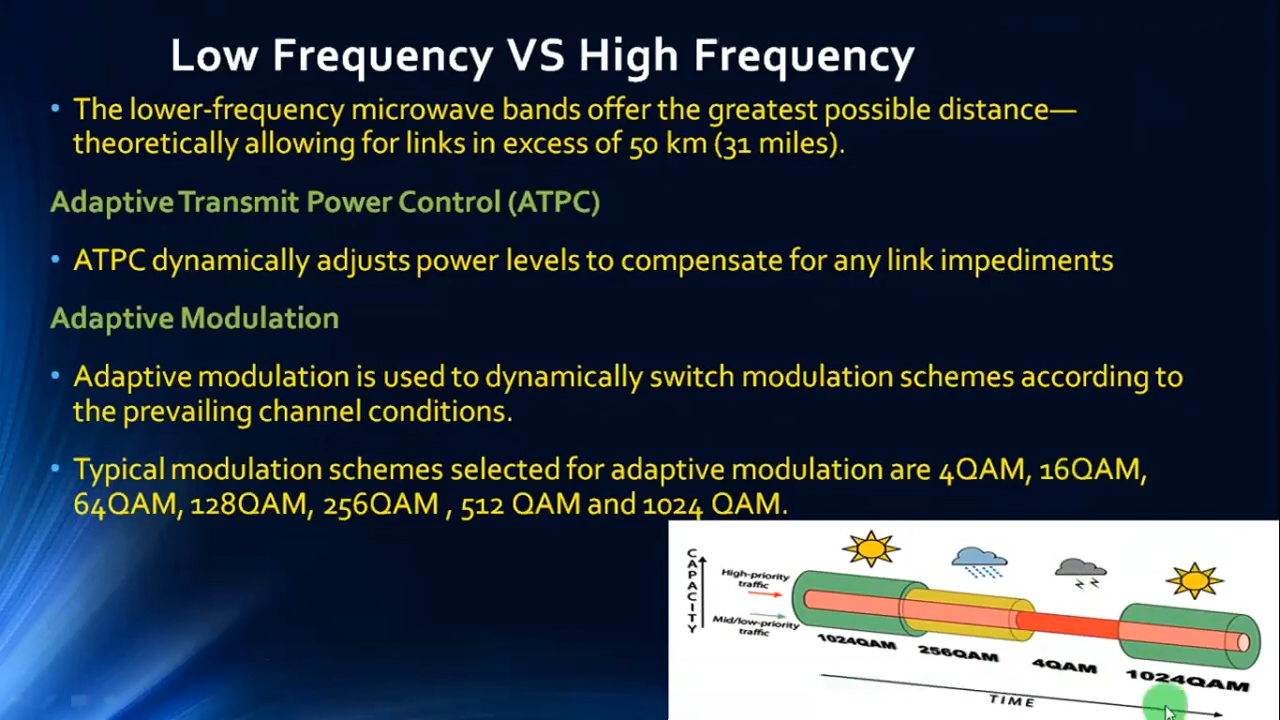 Low Frequency VS High Frequency
• The lower-frequency microwave bands offer the greatest possible distance—
theoretically allowing for links in excess of 50 km (31 miles).
Adaptive Transmit Power Control (ATPC)
• ATPC dynamically adjusts power levels to compensate for any link impediments
Adaptive Modulation
• Adaptive modulation is used to dynamically switch modulation schemes according to
the prevailing channel conditions.
• Typical modulation schemes selected for adaptive modulation are 4QAM, 16QAM,
64QAM, 128QAM, 256QAM , 512 QAM and 1024 QAM.
CAPACITY
High-priority
traffic
Mid/low-priority
traffic
1024QAM
256QAM
4QAM
1024QAM
TIME